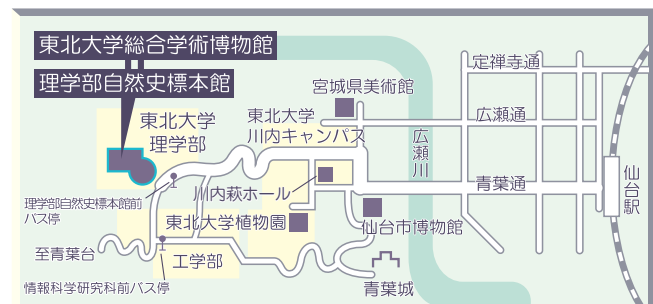 東北大学総合学術博物館
理学部自然史標本館
定禅寺通
宮城県美術館
東北大学
理学部
東北大学
川内キャンパス
広瀬通
広瀬川
仙台駅
青葉通
川内萩ホール
理学部自然史標本館前
バス停
東北大学植物園
仙台市博物館
至青葉台
工学部
情報科学研究科前バス停
青葉城